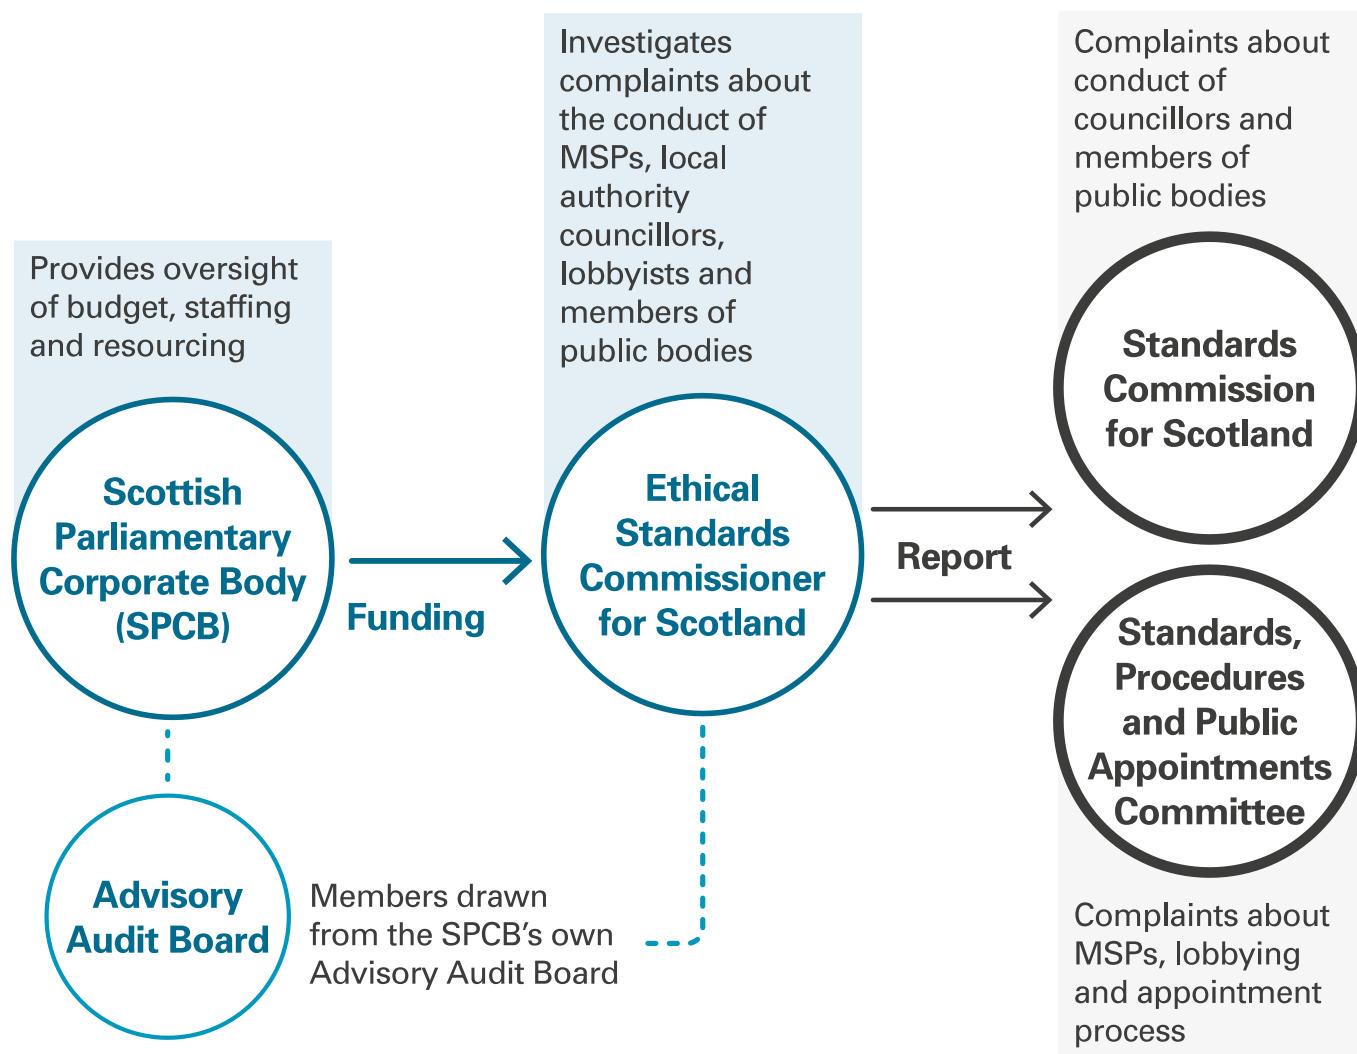 Provides oversight
of budget, staffing
and resourcing
Scottish
Parliamentary
Corporate Body
(SPCB)
Funding
Advisory
Audit Board
Members drawn
from the SPCB’s own
Advisory Audit Board
Investigates
complaints about
the conduct of
MSPs, local
authority
councillors,
lobbyists and
members of
public bodies
Ethical
Standards
Commissioner
for Scotland
Report
Complaints about
conduct of
councillors and
members of
public bodies
Standards
Commission
for Scotland
Standards,
Procedures
and Public
Appointments
Committee
Complaints about
MSPs, lobbying
and appointment
process